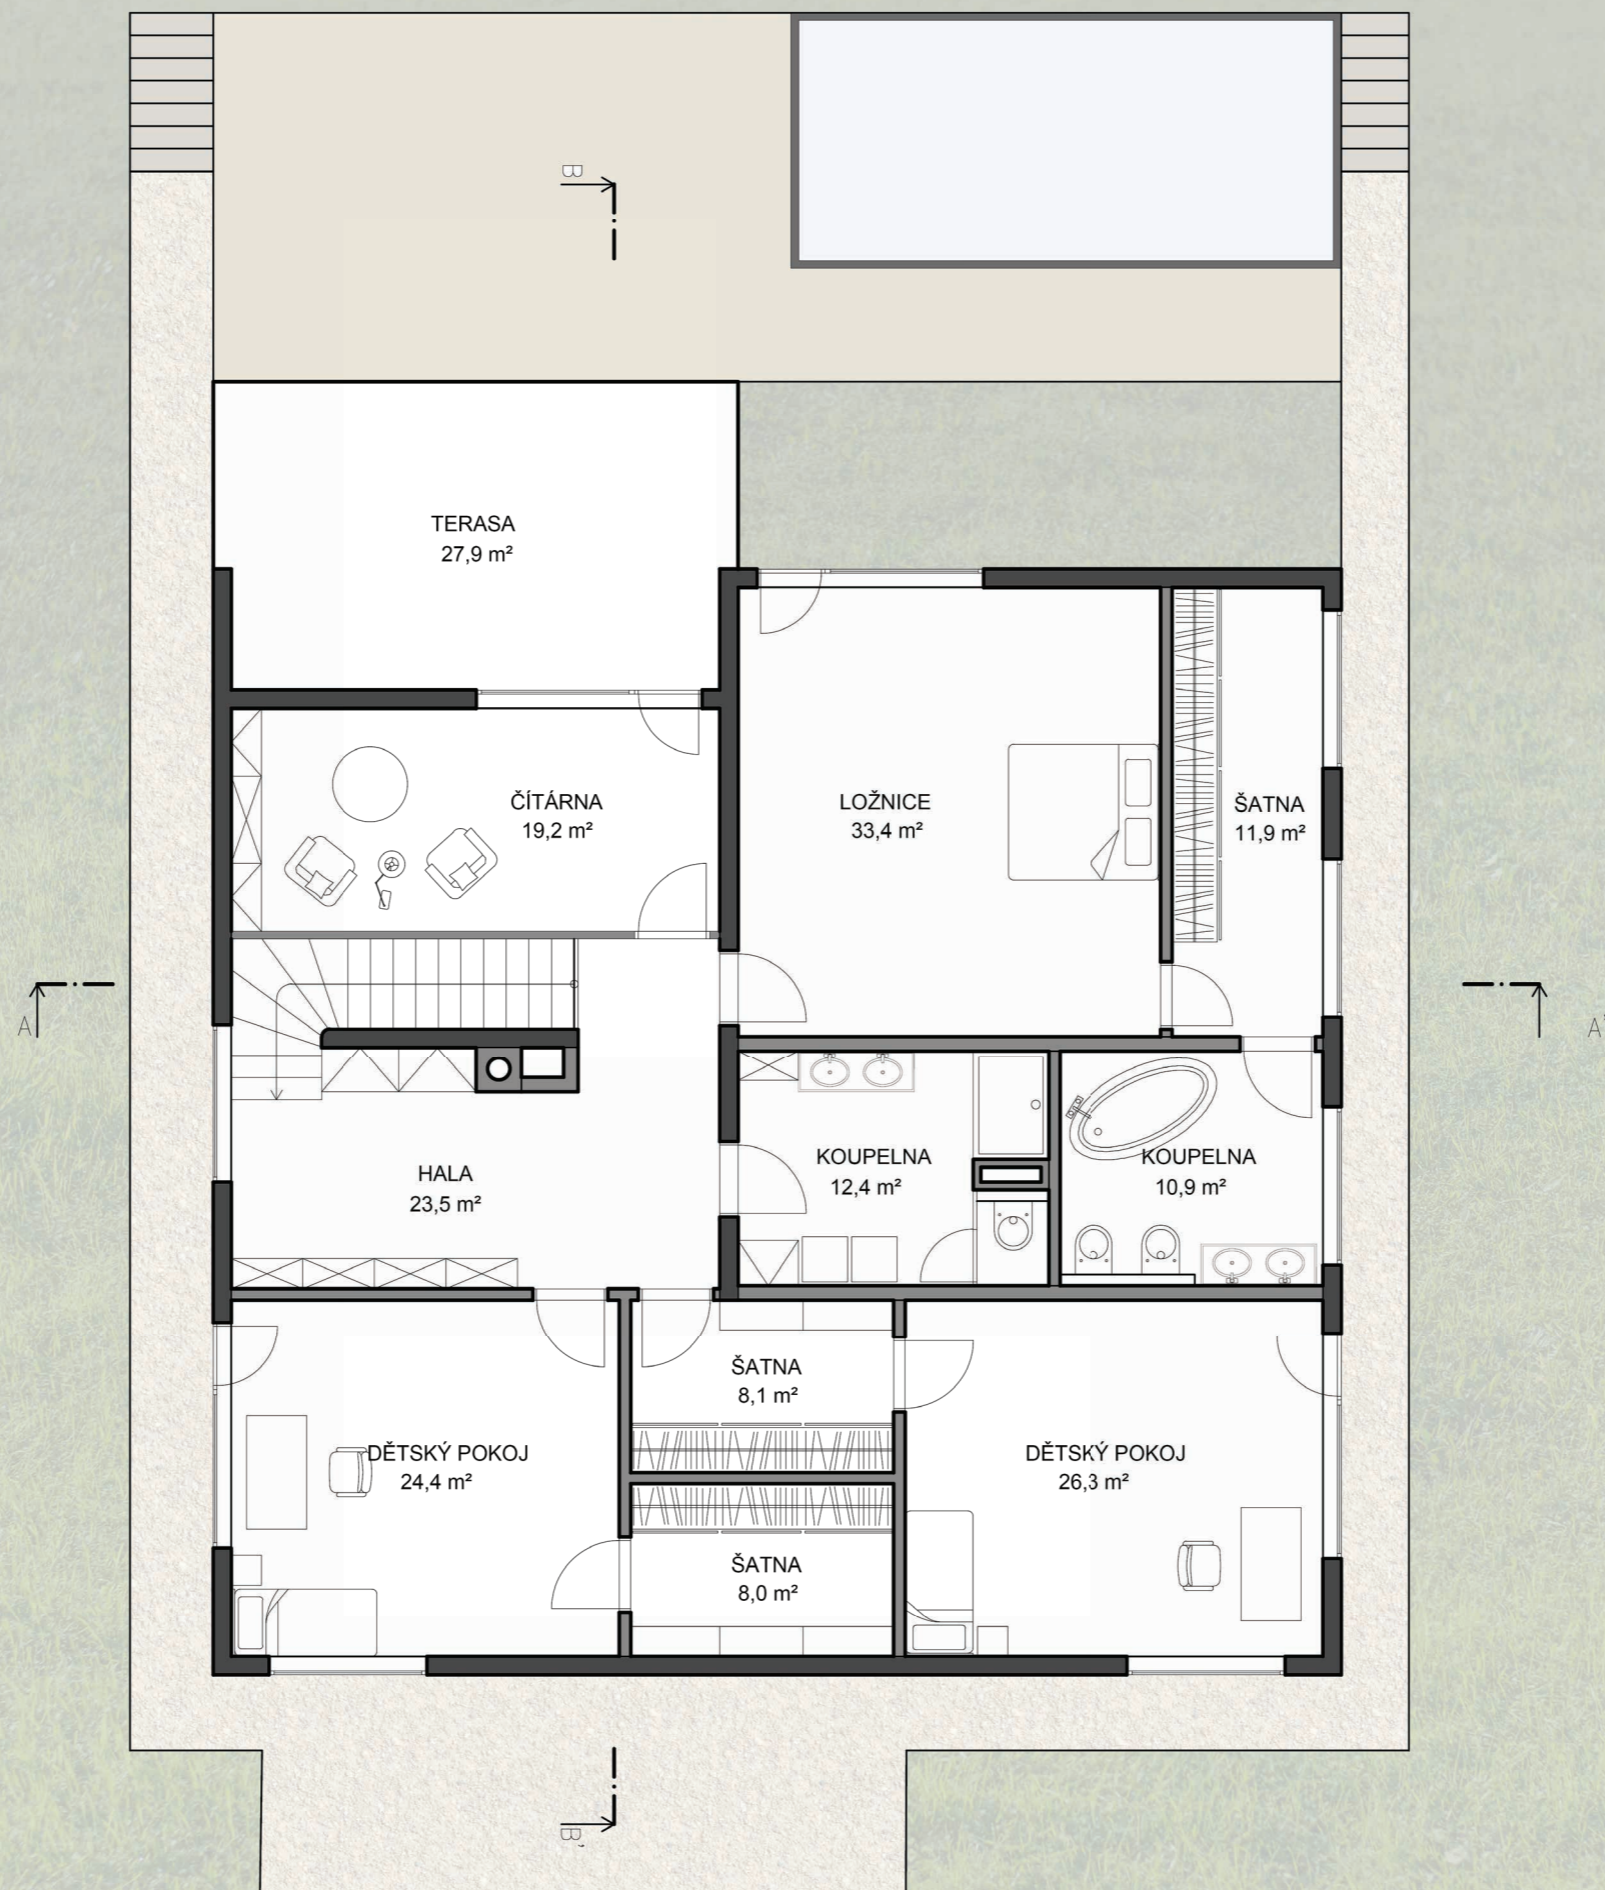 B
TERASA
27,9 m²
ČÍTÁRNA
19,2 m²
LOŽNICE
33,4 m²
ŠATNA
11,9 m²
A
A'
HALA
23,5 m²
KOUPELNA
12,4 m²
KOUPELNA
10,9 m²
ŠATNA
8,1 m²
DĚTSKÝ POKOJ
24,4 m²
DĚTSKÝ POKOJ
26,3 m²
ŠATNA
8,0 m²
B'